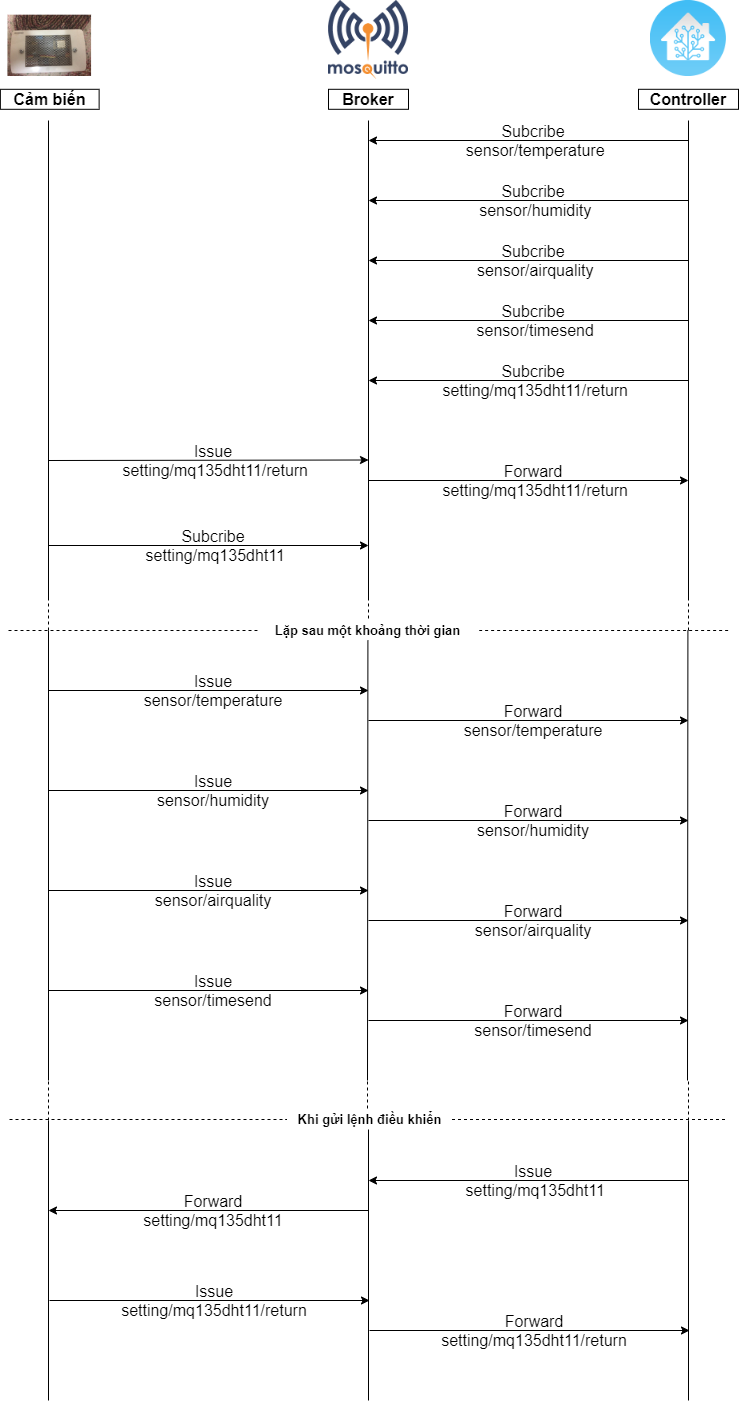 mosquitto
Cảm biến
Broker
Controller
Subcribe
sensor/temperature
Subcribe
sensor/humidity
Subcribe
sensor/airquality
Subcribe
sensor/timesend
Subcribe
setting/mq135dht11/return
Issue
setting/mq135dht11/return
Forward
setting/mq135dht11/return
Subcribe
setting/mq135dht11
Lặp sau một khoảng thời gian
Issue
sensor/temperature
Forward
sensor/temperature
Issue
sensor/humidity
Forward
sensor/humidity
Issue
sensor/airquality
Forward
sensor/airquality
Issue
sensor/timesend
Forward
sensor/timesend
Khi gửi lệnh điều khiển
Issue
setting/mq135dht11
Forward
setting/mq135dht11
Issue
setting/mq135dht11/return
Forward
setting/mq135dht11/return